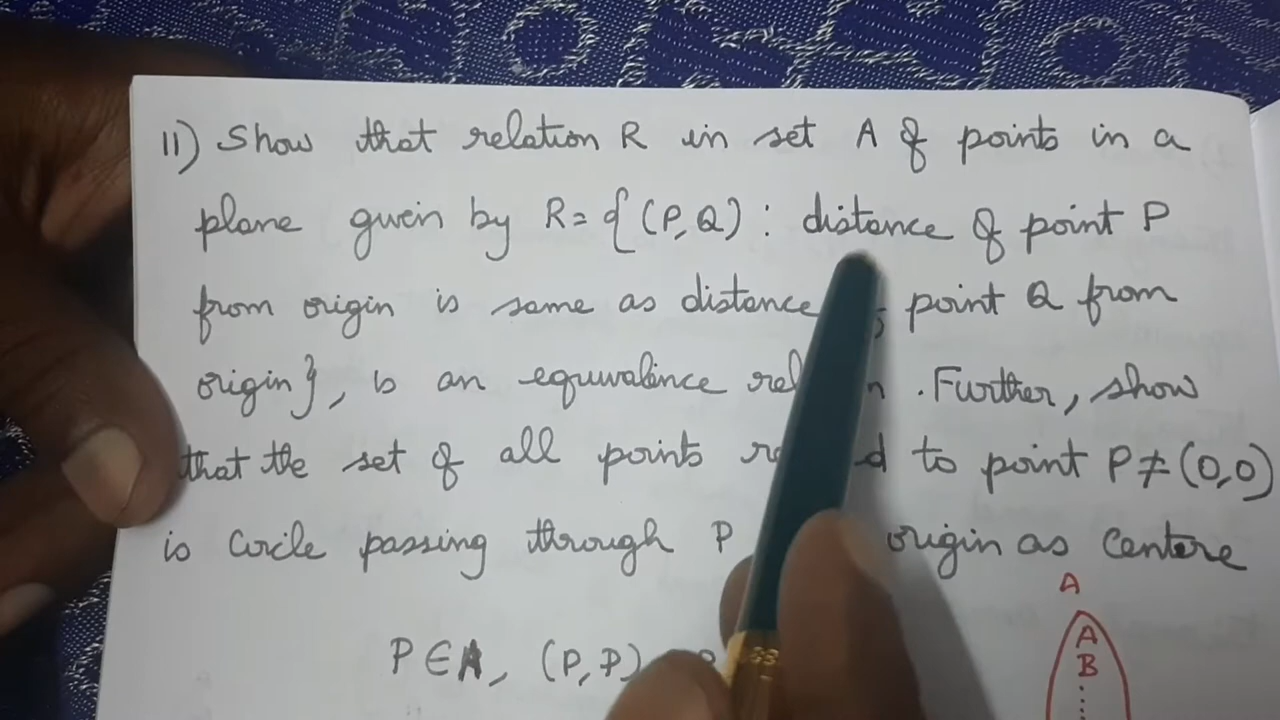 11) Show that relation R in set A of points in a
plane given by R= {(P,Q) : distance of point P
from origin is same as distance point Q from
origin}, is an equivalence . Further, show
that the set of all points to point P ≠ (0,0)
is Circle passing through P origin as Centere
A
P ∈ A, (P,P)
A
B